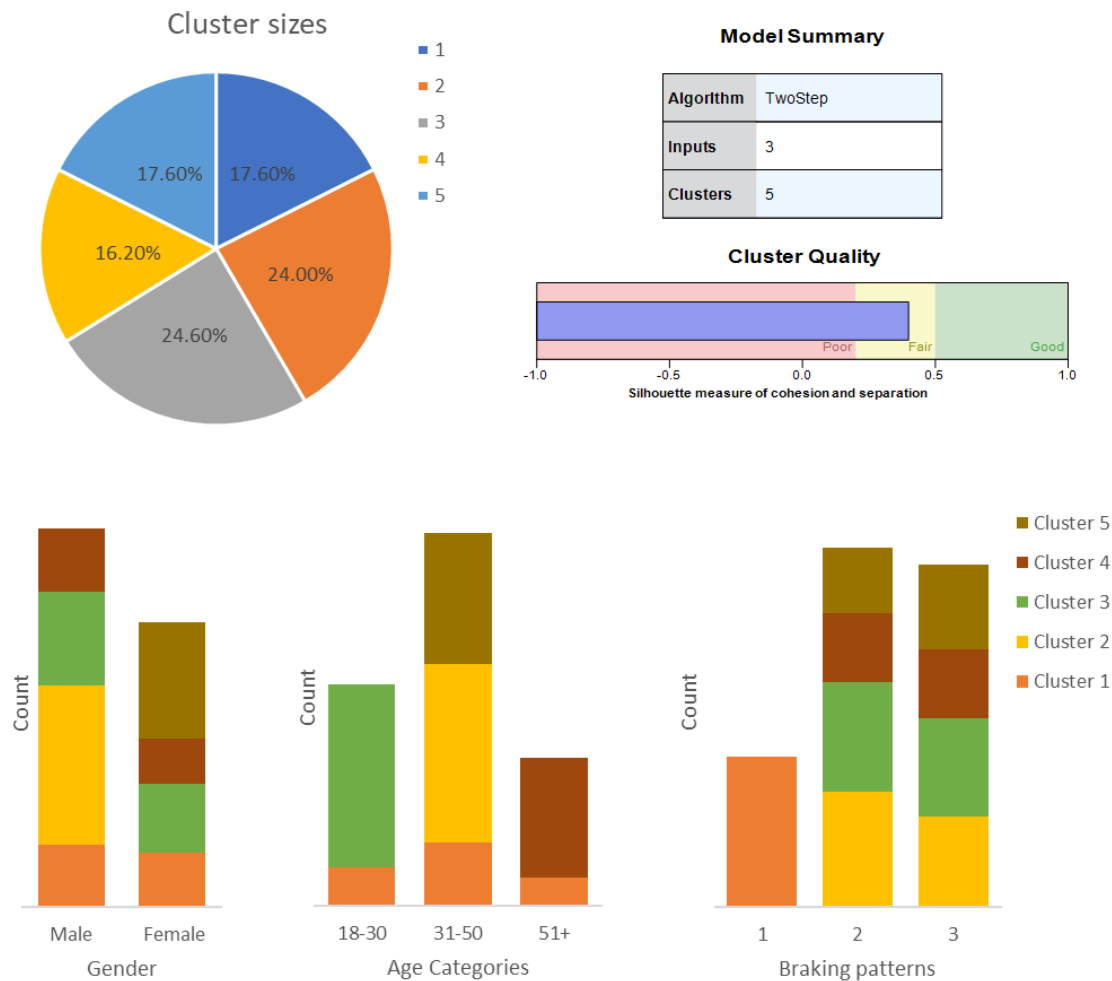 Cluster sizes
1
2
3
4
5
17.60%
17.60%
16.20%
24.00%
24.60%
Model Summary
Algorithm TwoStep
Inputs 3
Clusters 5
Cluster Quality
Poor Fair Good
-1.0 -0.5 0.0 0.5 1.0
Silhouette measure of cohesion and separation
Count
Male Female
Gender
Count
18-30 31-50 51+
Age Categories
Count
1 2 3
Braking patterns
Cluster 5
Cluster 4
Cluster 3
Cluster 2
Cluster 1